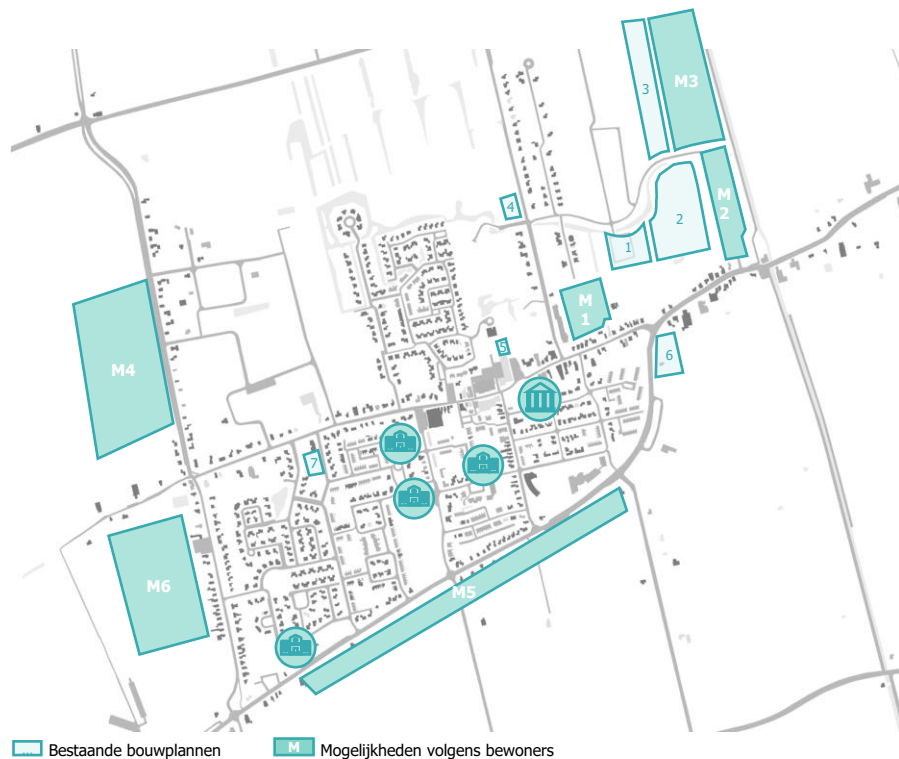 M3
3
M
2
4
2
1
M
1
5
6
M4
7
M6
M5
... Bestaande bouwplannen
M Mogelijkheden volgens bewoners